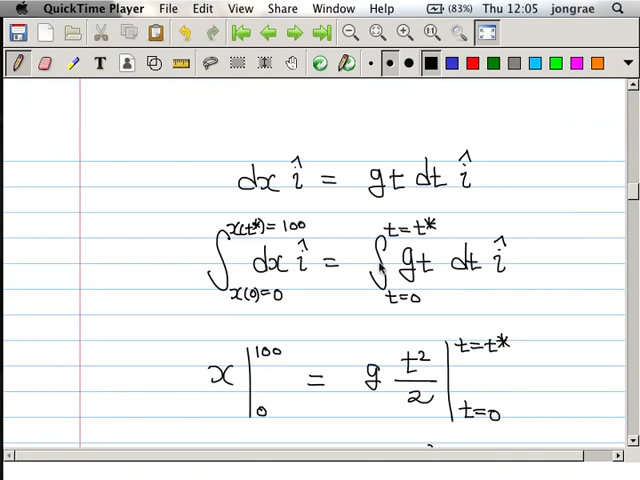 QuickTime Player File Edit View Window Help (83%) Thu 12:05 jongrae
T
dx î = gt dt î
∫_{x(0)=0}^{x(t*)=100} dx î = ∫_{t=0}^{t=t*} gt dt î
x |_{0}^{100} = g t²/2 |_{t=0}^{t=t*}